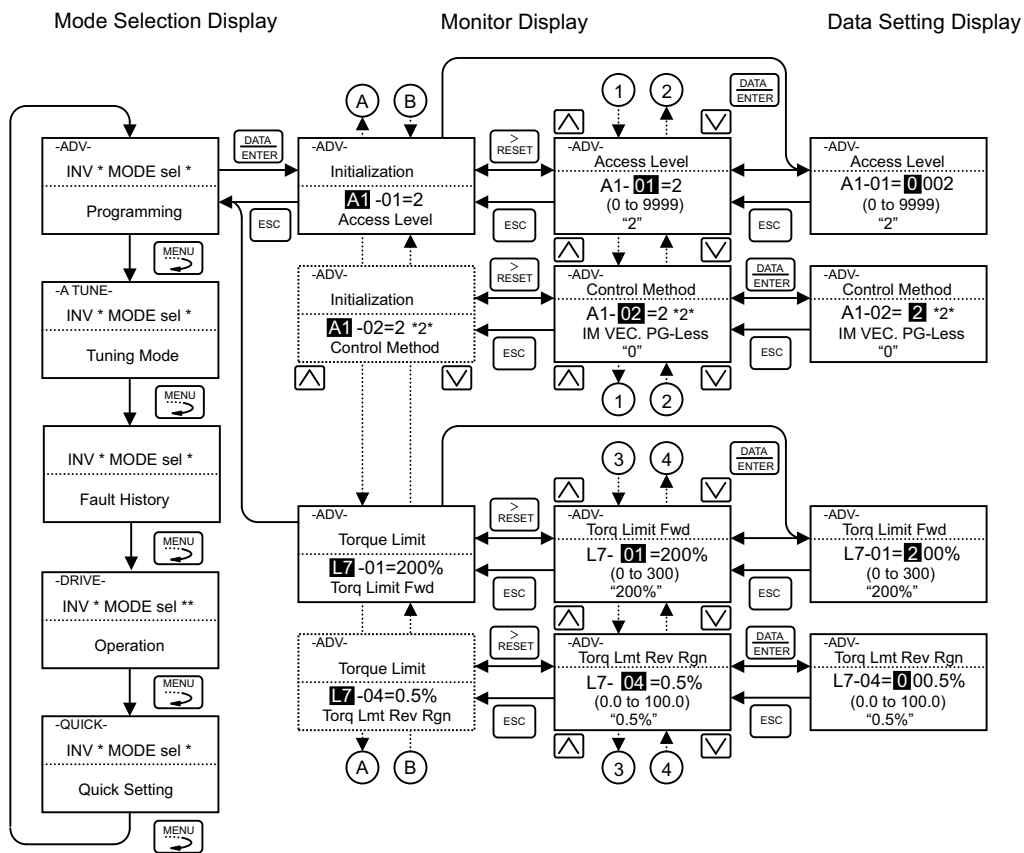 Mode Selection Display
Monitor Display
Data Setting Display
-ADV-
INV * MODE sel *
Programming
MENU
-A TUNE-
INV * MODE sel *
Tuning Mode
MENU
INV * MODE sel *
Fault History
MENU
-DRIVE-
INV * MODE sel **
Operation
MENU
-QUICK-
INV * MODE sel *
Quick Setting
MENU
DATA
ENTER
ESC
A
B
-ADV-
Initialization
A1 -01=2
Access Level
-ADV-
Initialization
A1 -02=2 *2*
Control Method
-ADV-
Torque Limit
L7 -01=200%
Torq Limit Fwd
-ADV-
Torque Limit
L7 -04=0.5%
Torq Lmt Rev Rgn
A
B
>
RESET
ESC
>
RESET
ESC
>
RESET
ESC
>
RESET
ESC
1
2
-ADV-
Access Level
A1- 01 =2
(0 to 9999)
“2”
-ADV-
Control Method
A1- 02 =2 *2*
IM VEC. PG-Less
“0”
1
2
3
4
-ADV-
Torq Limit Fwd
L7- 01 =200%
(0 to 300)
“200%”
-ADV-
Torq Lmt Rev Rgn
L7- 04 =0.5%
(0.0 to 100.0)
“0.5%”
3
4
DATA
ENTER
ESC
DATA
ENTER
ESC
DATA
ENTER
ESC
DATA
ENTER
ESC
-ADV-
Access Level
A1-01= 0 002
(0 to 9999)
“2”
-ADV-
Control Method
A1-02= 2 *2*
IM VEC. PG-Less
“0”
-ADV-
Torq Limit Fwd
L7-01= 2 00%
(0 to 300)
“200%”
-ADV-
Torq Lmt Rev Rgn
L7-04= 0 00.5%
(0.0 to 100.0)
“0.5%”